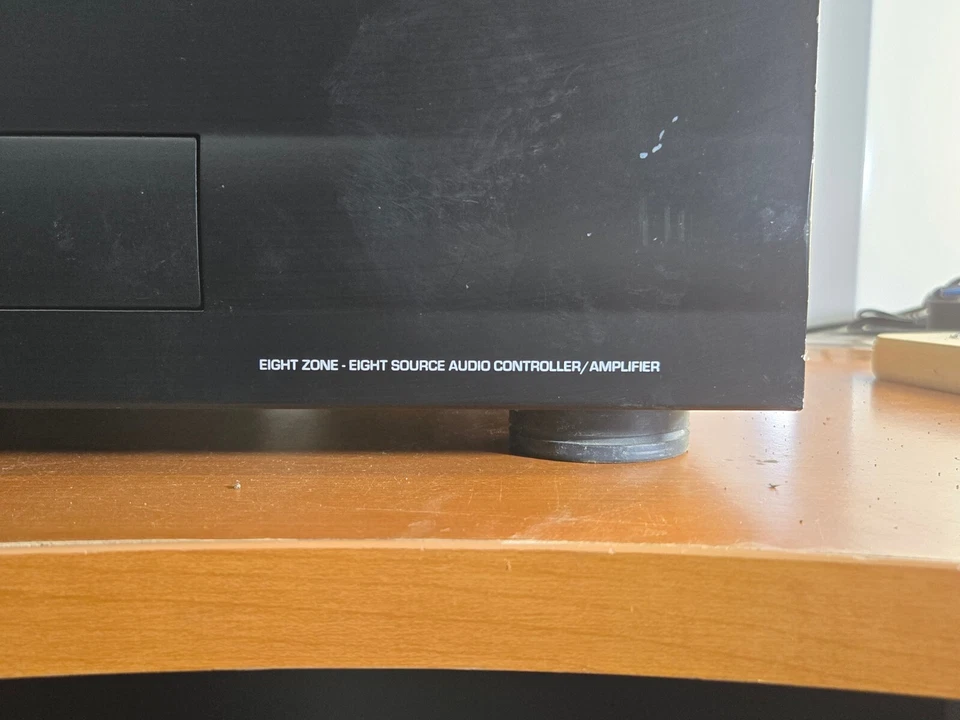 EIGHT ZONE - EIGHT SOURCE AUDIO CONTROLLER/AMPLIFIER